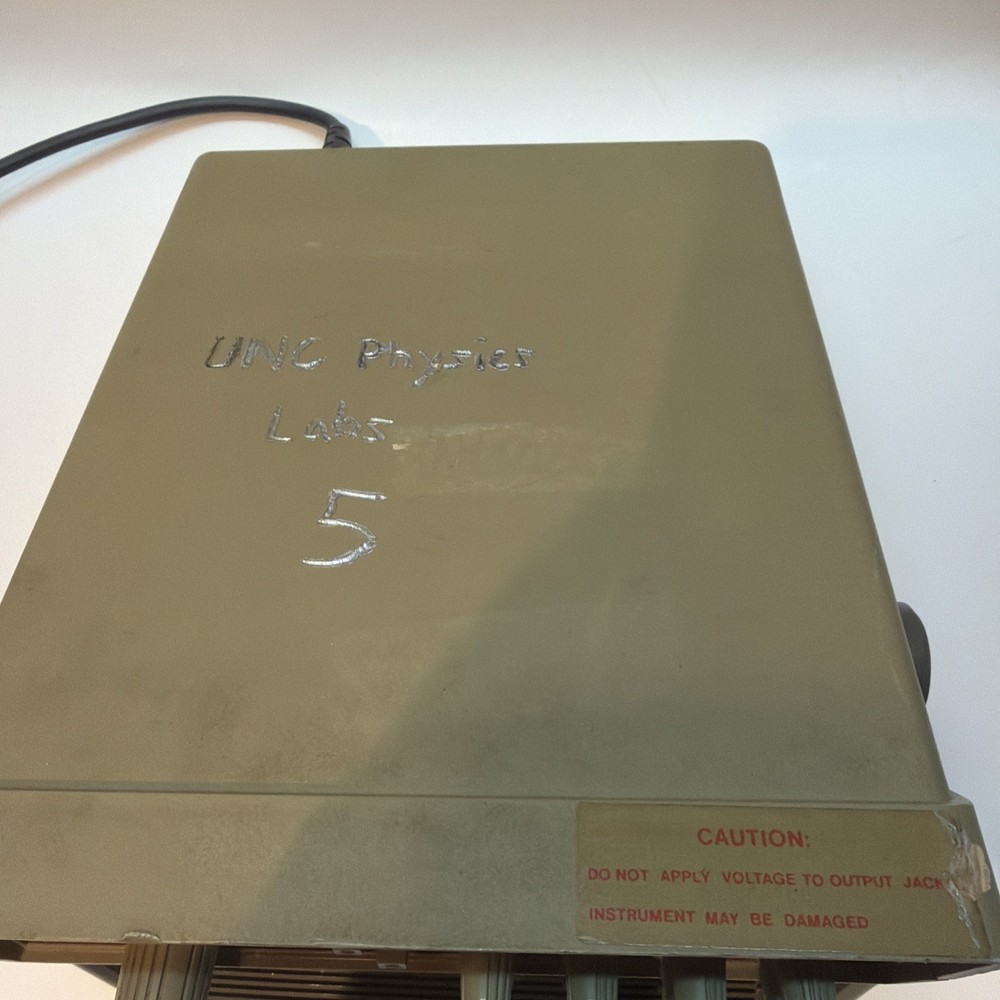 UNC Physics
Labs
5
CAUTION:
DO NOT APPLY VOLTAGE TO OUTPUT JACK
INSTRUMENT MAY BE DAMAGED